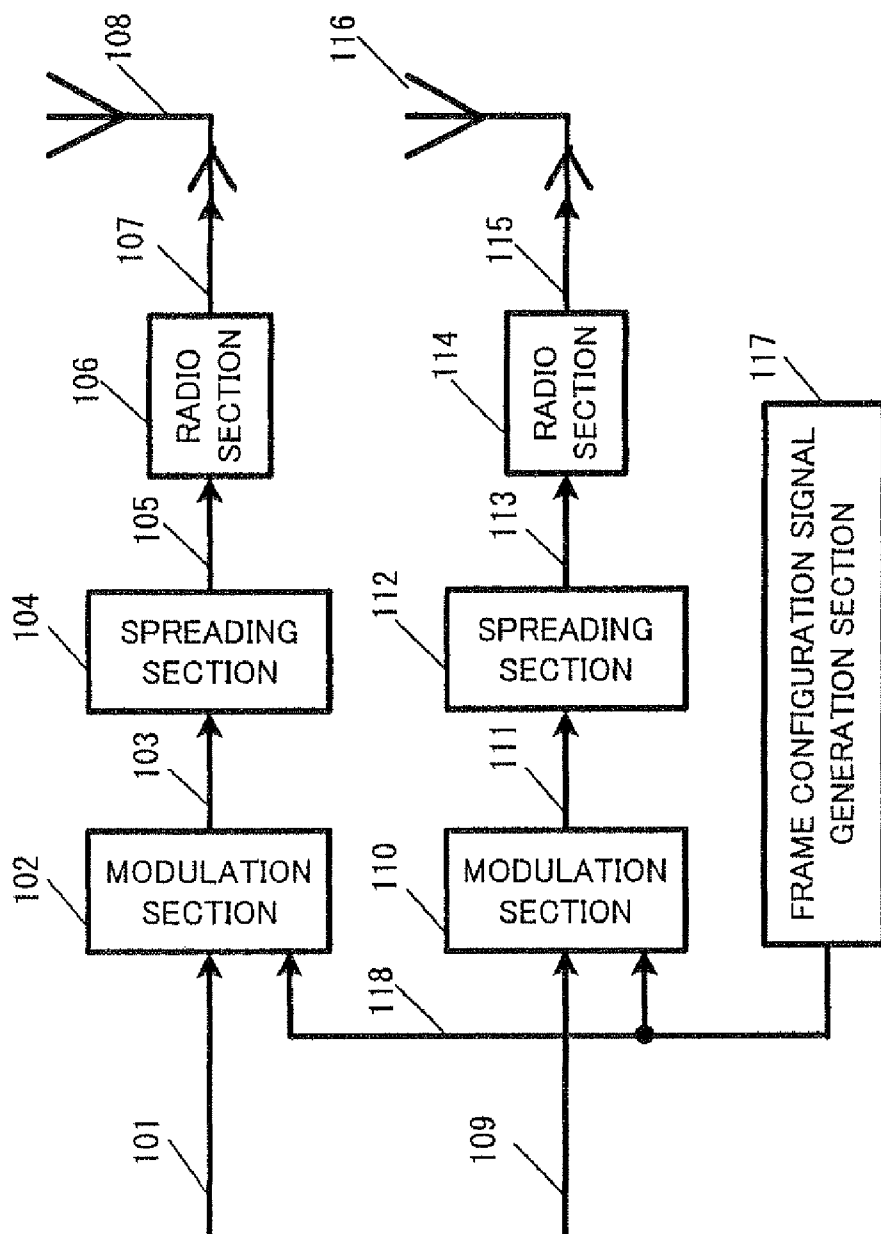 101
102
MODULATION
SECTION
103
104
SPREADING
SECTION
105
106
RADIO
SECTION
107
108
109
110
MODULATION
SECTION
111
112
SPREADING
SECTION
113
114
RADIO
SECTION
115
116
118
117
FRAME CONFIGURATION SIGNAL
GENERATION SECTION